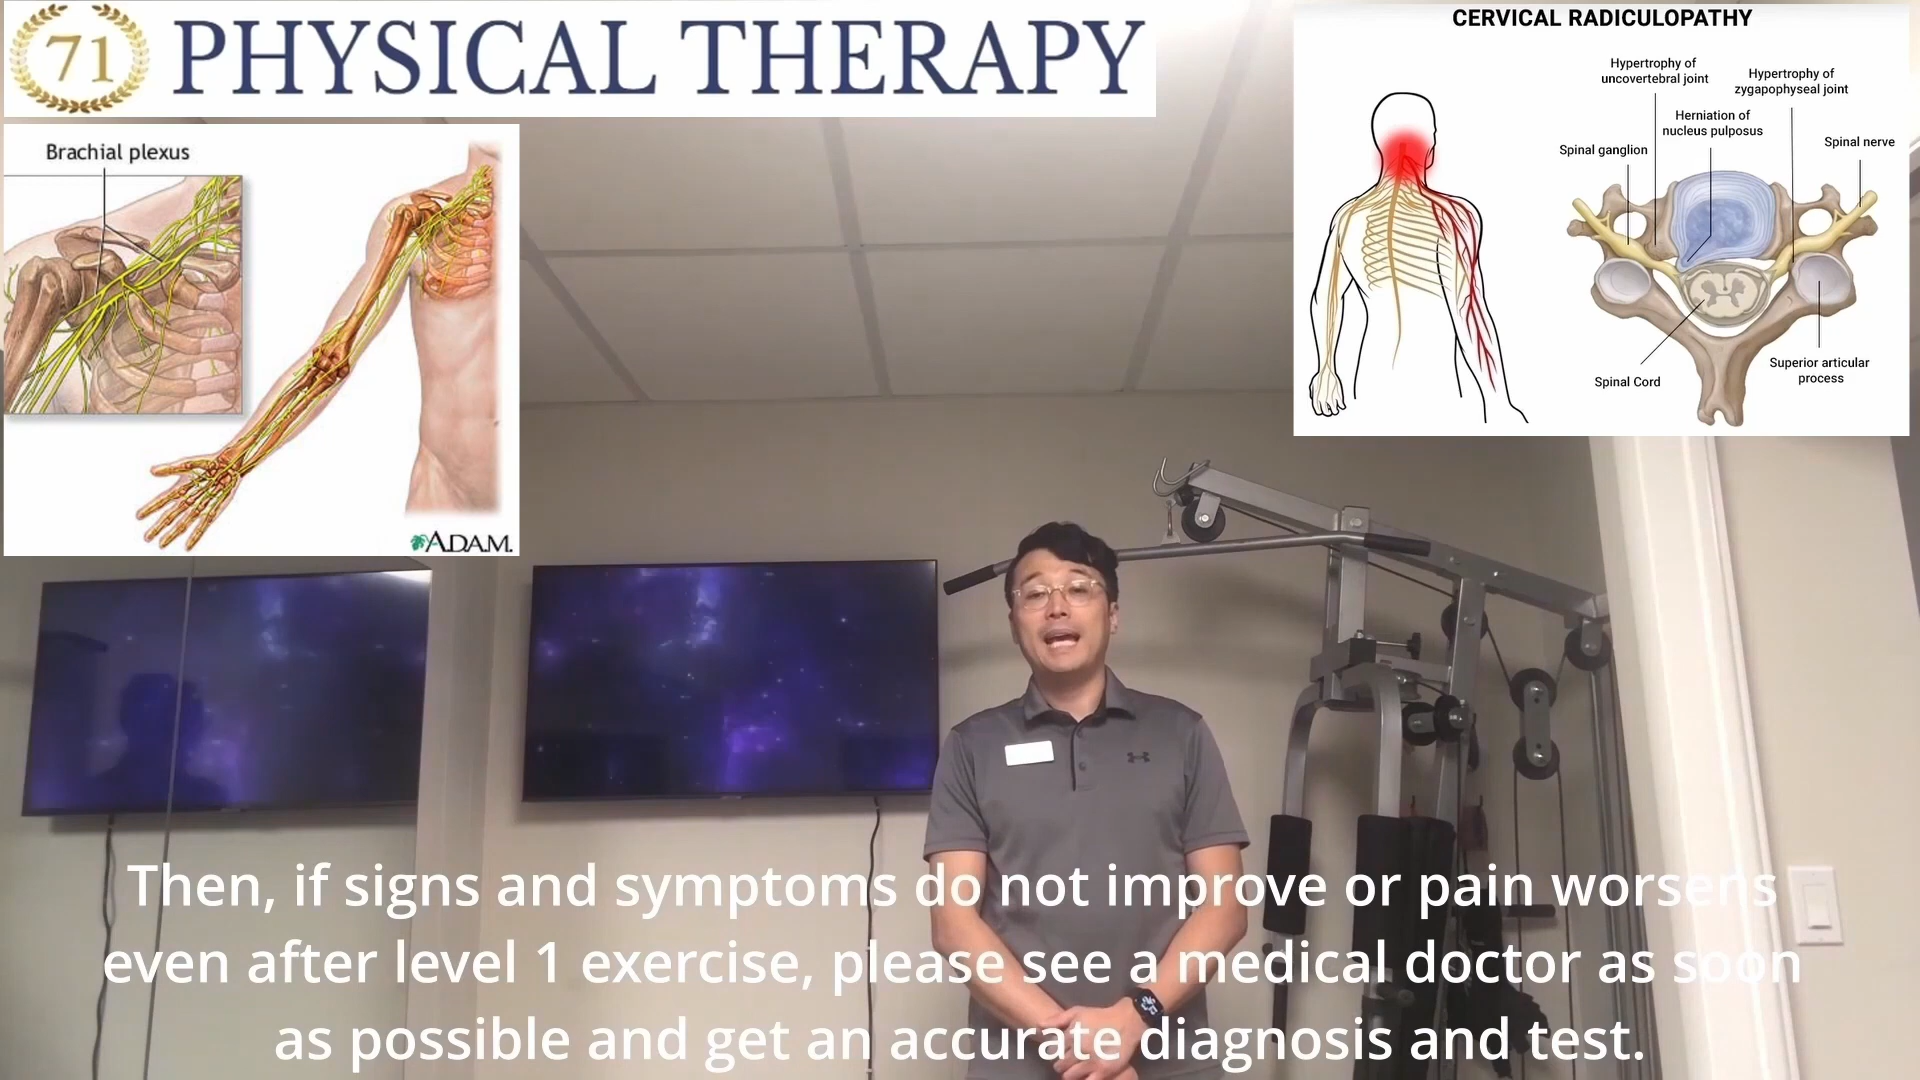 71 PHYSICAL THERAPY
Brachial plexus
A.D.A.M.
CERVICAL RADICULOPATHY
Hypertrophy of
uncovertebral joint
Hypertrophy of
zygapophyseal joint
Herniation of
nucleus pulposus
Spinal ganglion
Spinal nerve
Spinal Cord
Superior articular
process
Then, if signs and symptoms do not improve or pain worsens
even after level 1 exercise, please see a medical doctor as soon
as possible and get an accurate diagnosis and test.